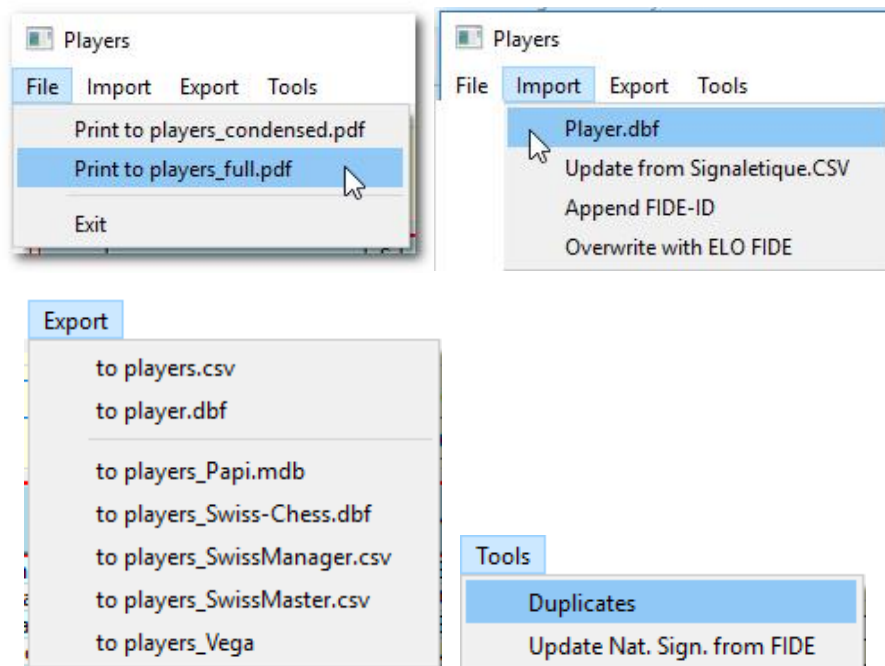 Players
File Import Export Tools
Print to players_condensed.pdf
Print to players_full.pdf
Exit
Players
File Import Export Tools
Player.dbf
Update from Signaletique.CSV
Append FIDE-ID
Overwrite with ELO FIDE
Export
to players.csv
to player.dbf
to players_Papi.mdb
to players_Swiss-Chess.dbf
to players_SwissManager.csv
to players_SwissMaster.csv
to players_Vega
Tools
Duplicates
Update Nat. Sign. from FIDE